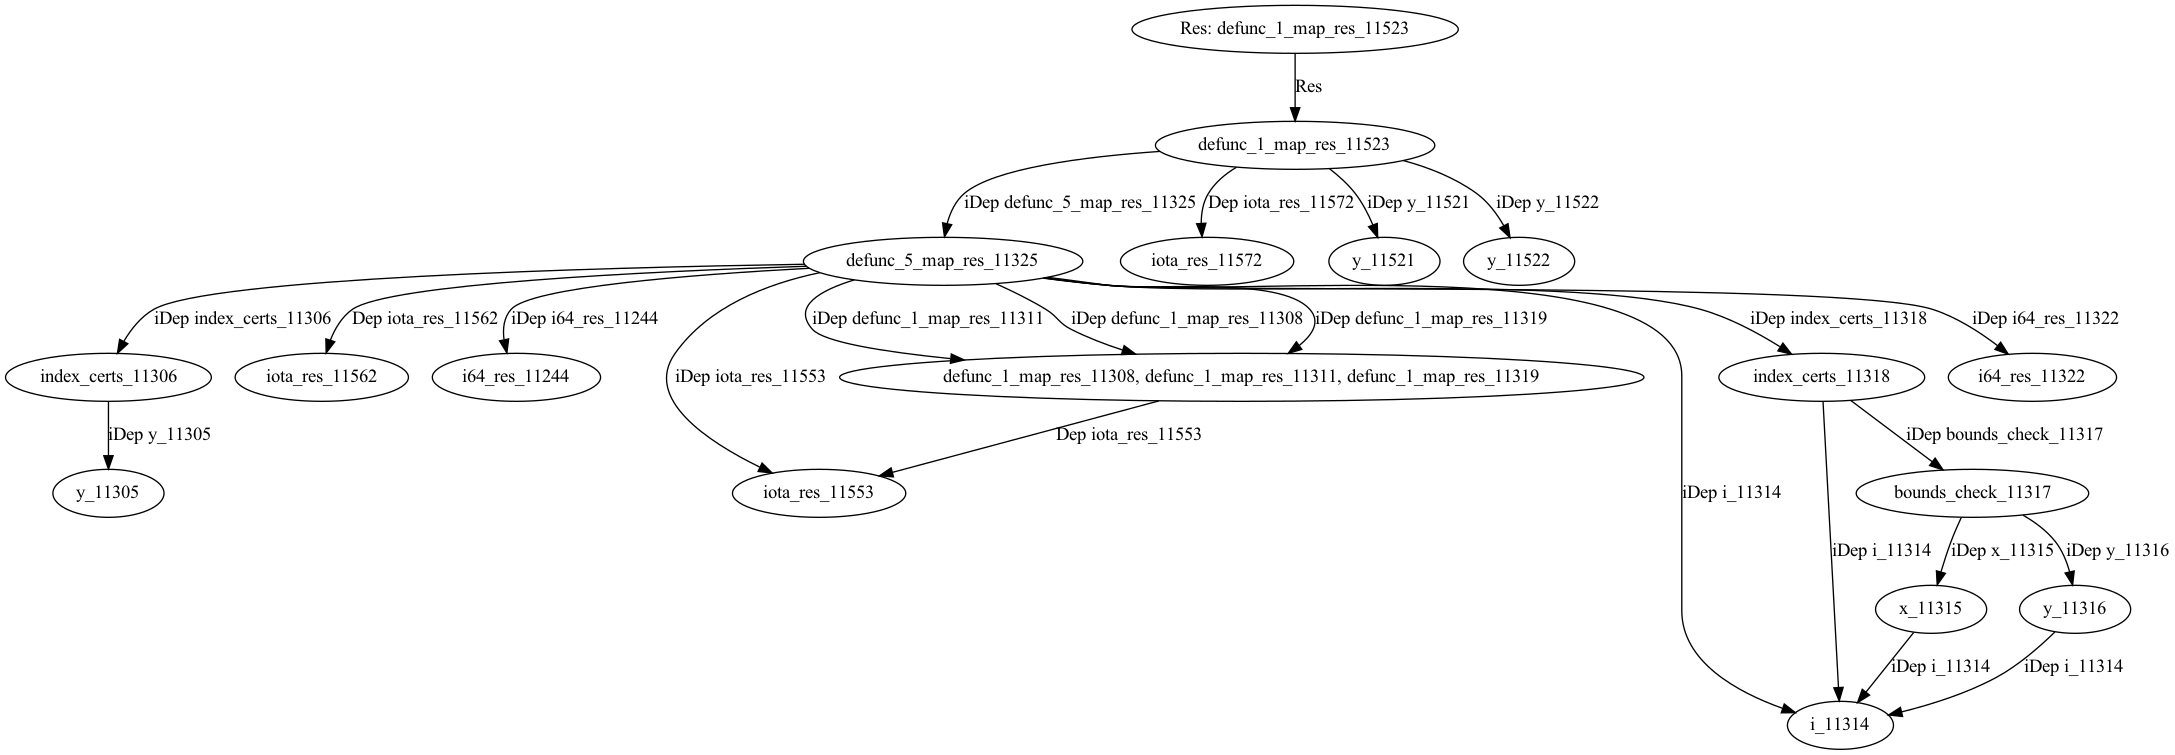 Res: defunc_1_map_res_11523
Res
defunc_1_map_res_11523
iDep defunc_5_map_res_11325
Dep iota_res_11572
iDep y_11521
iDep y_11522
defunc_5_map_res_11325
iota_res_11572
y_11521
y_11522
iDep index_certs_11306
Dep iota_res_11562
iDep i64_res_11244
iDep defunc_1_map_res_11311
iDep defunc_1_map_res_11308
iDep defunc_1_map_res_11319
iDep index_certs_11318
iDep i64_res_11322
index_certs_11306
iota_res_11562
i64_res_11244
iDep iota_res_11553
defunc_1_map_res_11308, defunc_1_map_res_11311, defunc_1_map_res_11319
index_certs_11318
i64_res_11322
iDep y_11305
Dep iota_res_11553
iDep bounds_check_11317
y_11305
iota_res_11553
iDep i_11314
bounds_check_11317
iDep i_11314
iDep x_11315
iDep y_11316
x_11315
y_11316
iDep i_11314
iDep i_11314
i_11314